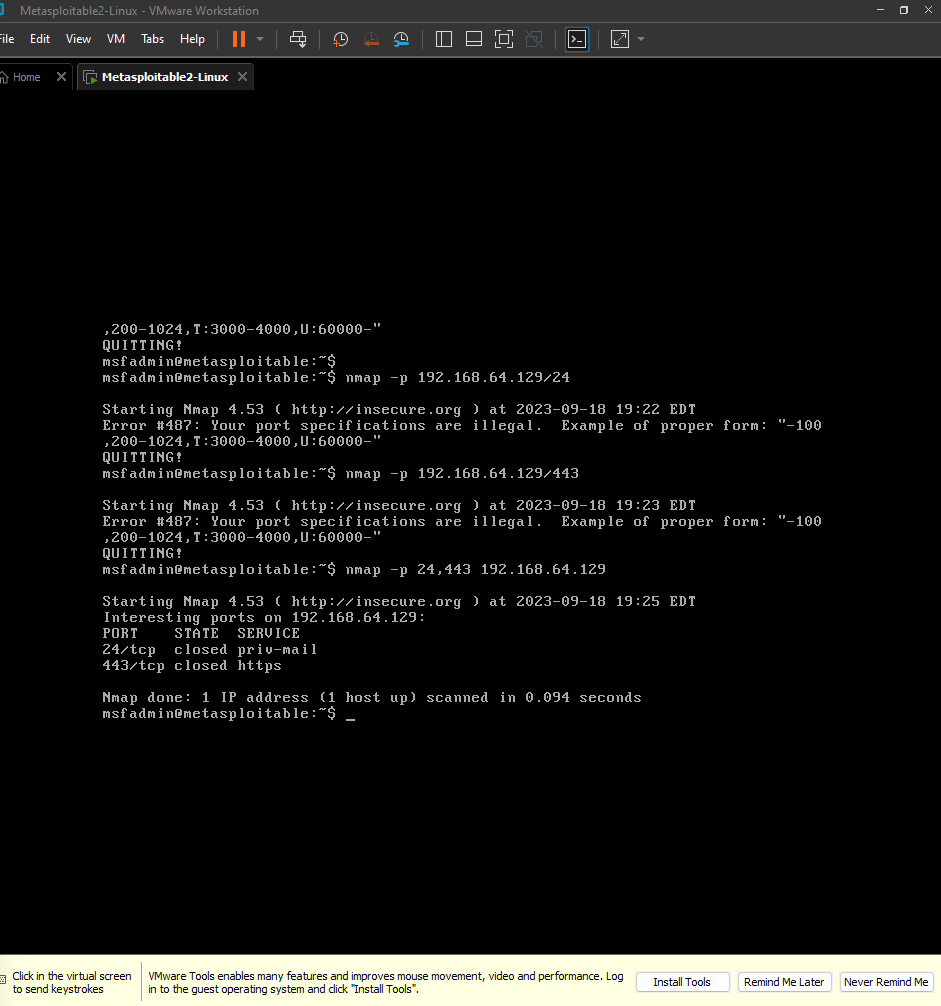 Metasploitable2-Linux - VMware Workstation
File Edit View VM Tabs Help
Home Metasploitable2-Linux
,200-1024,T:3000-4000,U:60000-"
QUITTING!
msfadmin@metasploitable:~$
msfadmin@metasploitable:~$ nmap -p 192.168.64.129/24
Starting Nmap 4.53 ( http://insecure.org ) at 2023-09-18 19:22 EDT
Error #487: Your port specifications are illegal.  Example of proper form: "-100
,200-1024,T:3000-4000,U:60000-"
QUITTING!
msfadmin@metasploitable:~$ nmap -p 192.168.64.129/443
Starting Nmap 4.53 ( http://insecure.org ) at 2023-09-18 19:23 EDT
Error #487: Your port specifications are illegal.  Example of proper form: "-100
,200-1024,T:3000-4000,U:60000-"
QUITTING!
msfadmin@metasploitable:~$ nmap -p 24,443 192.168.64.129
Starting Nmap 4.53 ( http://insecure.org ) at 2023-09-18 19:25 EDT
Interesting ports on 192.168.64.129:
PORT    STATE  SERVICE
24/tcp  closed priv-mail
443/tcp closed https
Nmap done: 1 IP address (1 host up) scanned in 0.094 seconds
msfadmin@metasploitable:~$ _
Click in the virtual screen
to send keystrokes
VMware Tools enables many features and improves mouse movement, video and performance. Log
in to the guest operating system and click "Install Tools".
Install Tools Remind Me Later Never Remind Me